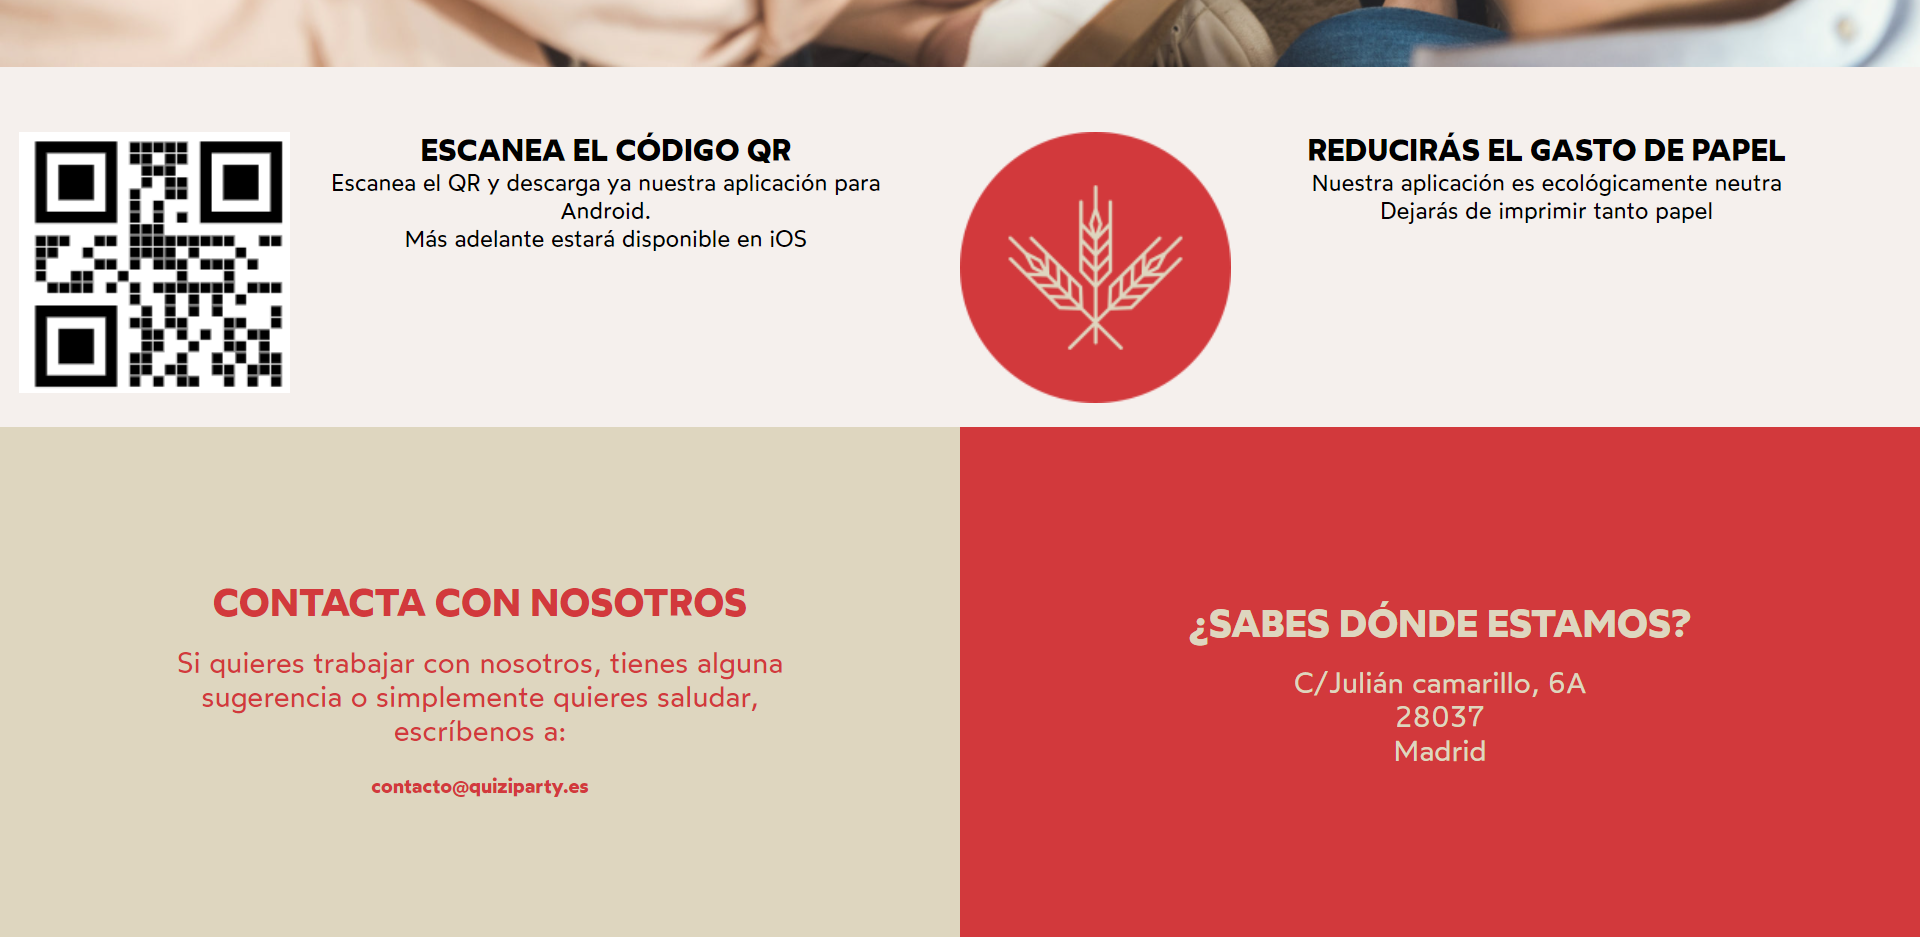 ESCANEA EL CÓDIGO QR
Escanea el QR y descarga ya nuestra aplicación para
Android.
Más adelante estará disponible en iOS
REDUCIRÁS EL GASTO DE PAPEL
Nuestra aplicación es ecológicamente neutra
Dejarás de imprimir tanto papel
CONTACTA CON NOSOTROS
Si quieres trabajar con nosotros, tienes alguna
sugerencia o simplemente quieres saludar,
escríbenos a:
contacto@quiziparty.es
¿SABES DÓNDE ESTAMOS?
C/Julián camarillo, 6A
28037
Madrid